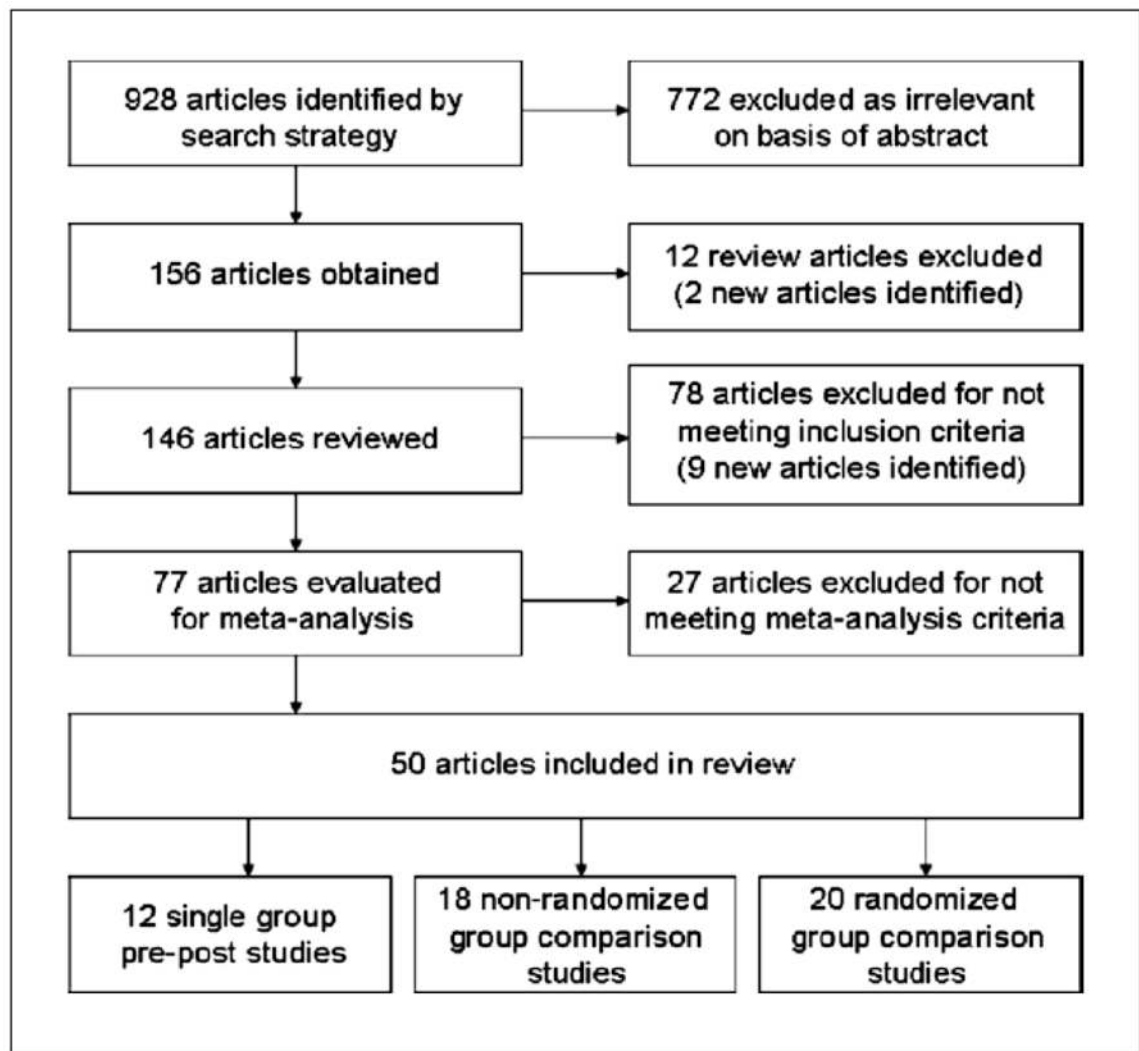 928 articles identified by
search strategy
772 excluded as irrelevant
on basis of abstract
156 articles obtained
12 review articles excluded
(2 new articles identified)
146 articles reviewed
78 articles excluded for not
meeting inclusion criteria
(9 new articles identified)
77 articles evaluated
for meta-analysis
27 articles excluded for not
meeting meta-analysis criteria
50 articles included in review
12 single group
pre-post studies
18 non-randomized
group comparison
studies
20 randomized
group comparison
studies